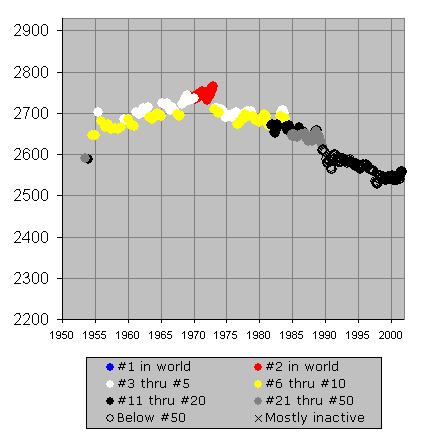 2900
2800
2700
2600
2500
2400
2300
2200
1950 1955 1960 1965 1970 1975 1980 1985 1990 1995 2000
#1 in world #2 in world
#3 thru #5 #6 thru #10
#11 thru #20 #21 thru #50
Below #50 Mostly inactive